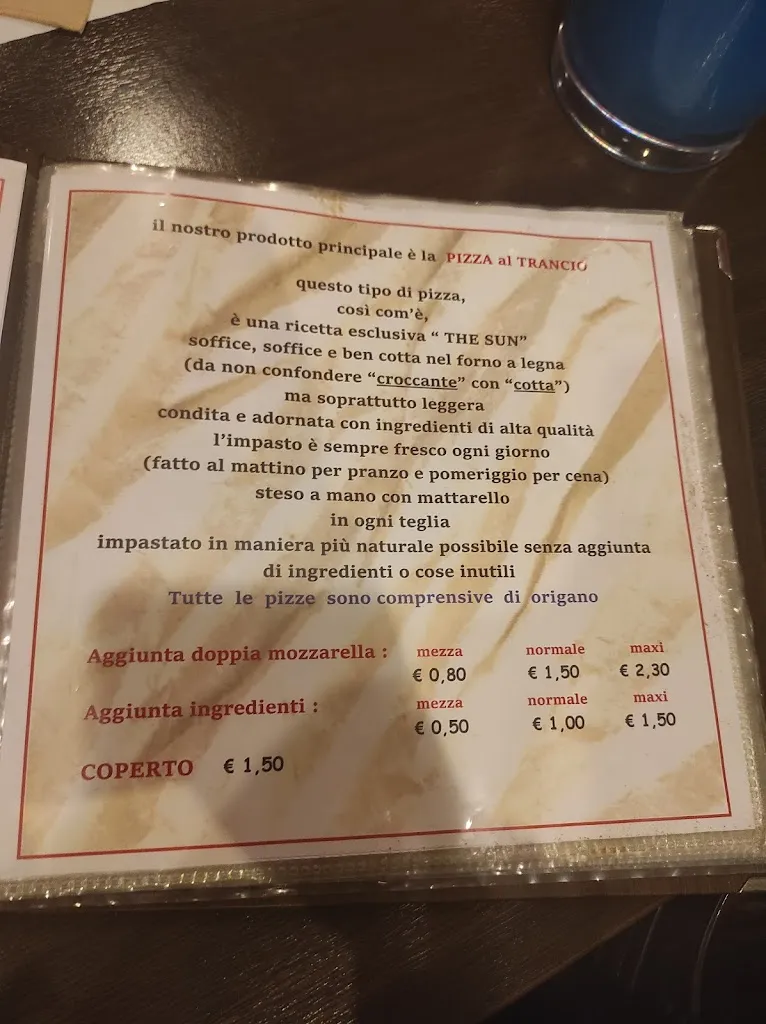 il nostro prodotto principale è la PIZZA al TRANCIO
questo tipo di pizza,
così com'è,
è una ricetta esclusiva “ THE SUN”
soffice, soffice e ben cotta nel forno a legna
(da non confondere “croccante” con “cotta”)
ma soprattutto leggera
condita e adornata con ingredienti di alta qualità
l'impasto è sempre fresco ogni giorno
(fatto al mattino per pranzo e pomeriggio per cena)
steso a mano con mattarello
in ogni teglia
impastato in maniera più naturale possibile senza aggiunta
di ingredienti o cose inutili
Tutte le pizze sono comprensive di origano
Aggiunta doppia mozzarella : mezza normale maxi
€ 0,80 € 1,50 € 2,30
Aggiunta ingredienti : mezza normale maxi
€ 0,50 € 1,00 € 1,50
COPERTO € 1,50